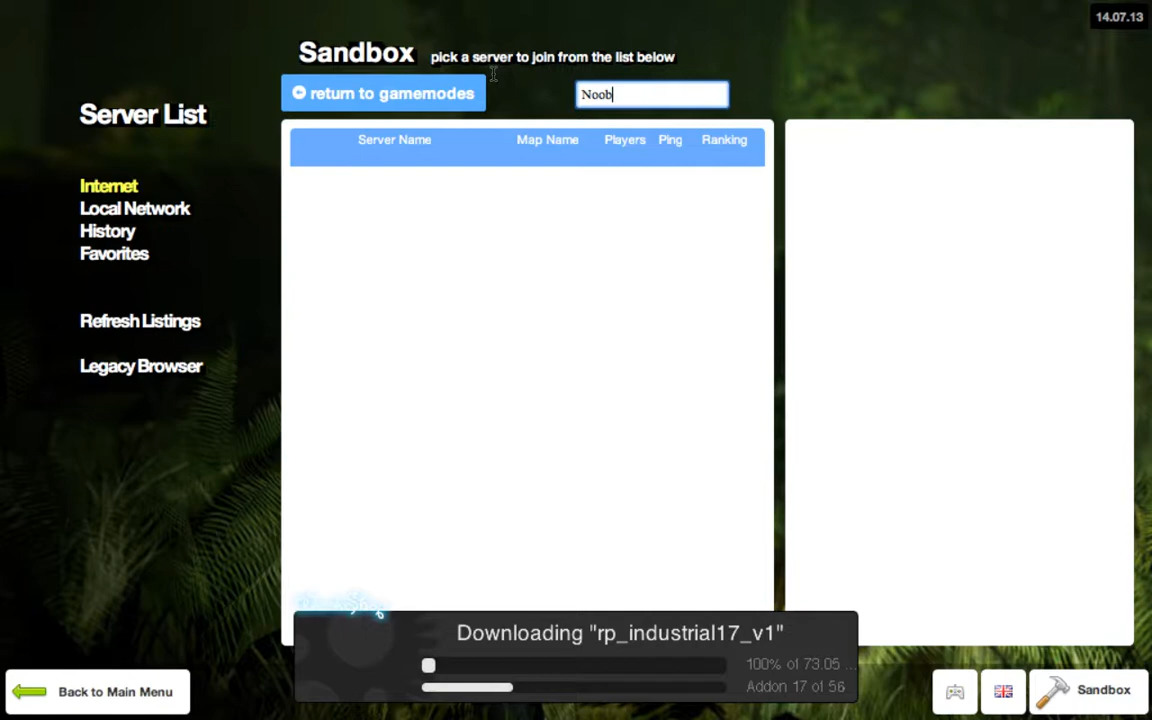 14.07.13
Sandbox pick a server to join from the list below
return to gamemodes
Noob
Server List
Server Name Map Name Players Ping Ranking
Internet
Local Network
History
Favorites
Refresh Listings
Legacy Browser
Downloading "rp_industrial17_v1"
100% of 73.05 ...
Addon 17 of 56
Back to Main Menu
Sandbox